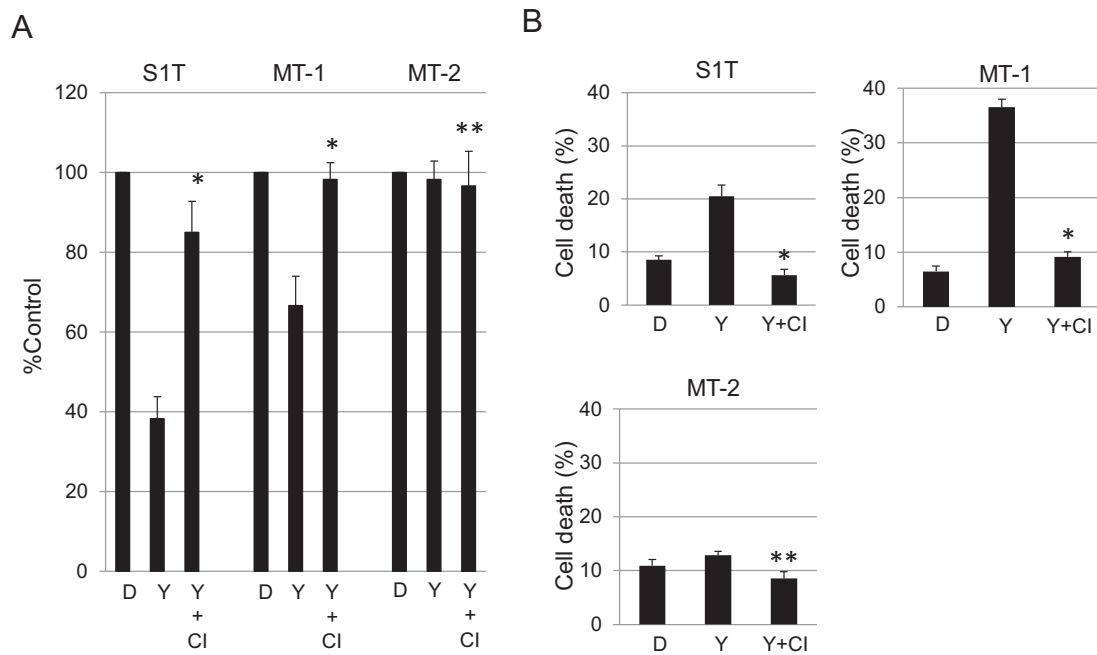 A
S1T MT-1 MT-2
%Control
120
100
80
60
40
20
0
* * **
D Y Y + CI D Y Y + CI D Y Y + CI
B
S1T
Cell death (%)
40
30
20
10
0
*
D Y Y+CI
MT-1
Cell death (%)
40
30
20
10
0
*
D Y Y+CI
MT-2
Cell death (%)
40
30
20
10
0
**
D Y Y+CI